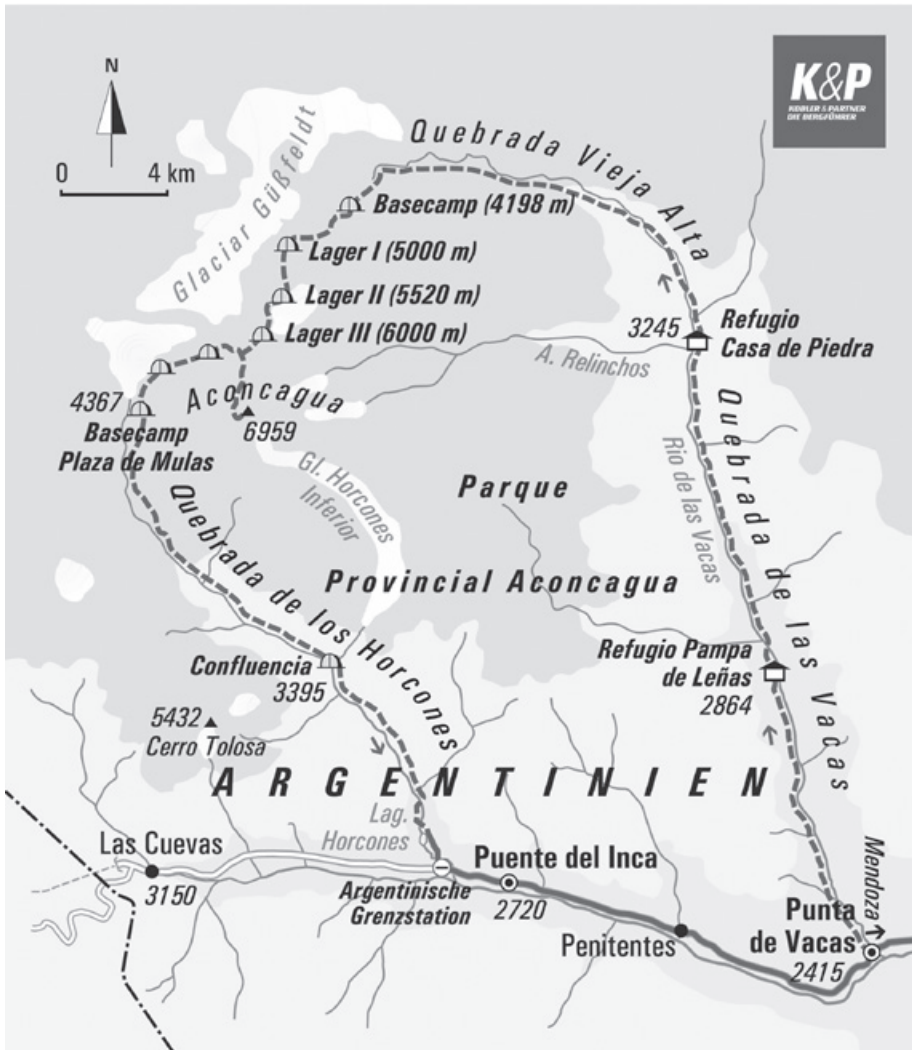 K&P
KOBLER & PARTNER
DIE BERGFÜHRER
N
0 4 km
Glaciar Güßfeldt
Quebrada Vieja Alta
Basecamp (4198 m)
Lager I (5000 m)
Lager II (5520 m)
Lager III (6000 m)
3245
Refugio
Casa de Piedra
A. Relinchos
Aconcagua
6959
4367
Basecamp
Plaza de Mulas
Gl. Horcones
Inferior
Quebrada de las Vacas
Rio de las Vacas
Parque
Provincial Aconcagua
Quebrada de los Horcones
Confluencia
3395
Refugio Pampa
de Leñas
2864
5432
Cerro Tolosa
ARGENTINIEN
Lag.
Horcones
Las Cuevas
3150
Argentinische
Grenzstation
Puente del Inca
2720
Penitentes
Mendoza
Punta
de Vacas
2415